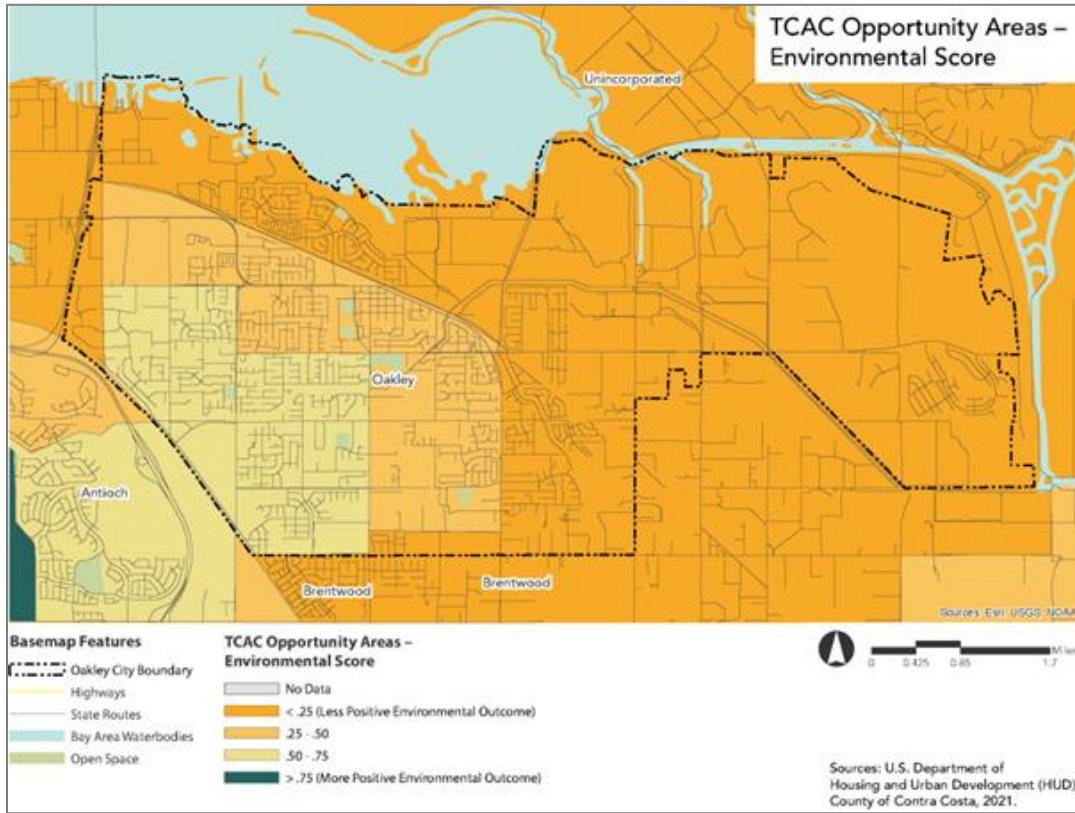 TCAC Opportunity Areas –
Environmental Score
Unincorporated
Oakley
Antioch
Brentwood
Brentwood
Sources: Esri, USGS, NOAA
Basemap Features
Oakley City Boundary
Highways
State Routes
Bay Area Waterbodies
Open Space
TCAC Opportunity Areas –
Environmental Score
No Data
< .25 (Less Positive Environmental Outcome)
.25 - .50
.50 - .75
> .75 (More Positive Environmental Outcome)
0 0.425 0.85 1.7 Miles
Sources: U.S. Department of
Housing and Urban Development (HUD)
County of Contra Costa, 2021.